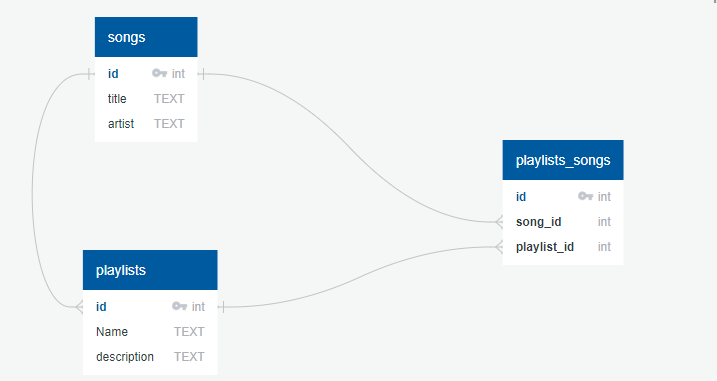 songs
id int
title TEXT
artist TEXT
playlists_songs
id int
song_id int
playlist_id int
playlists
id int
Name TEXT
description TEXT